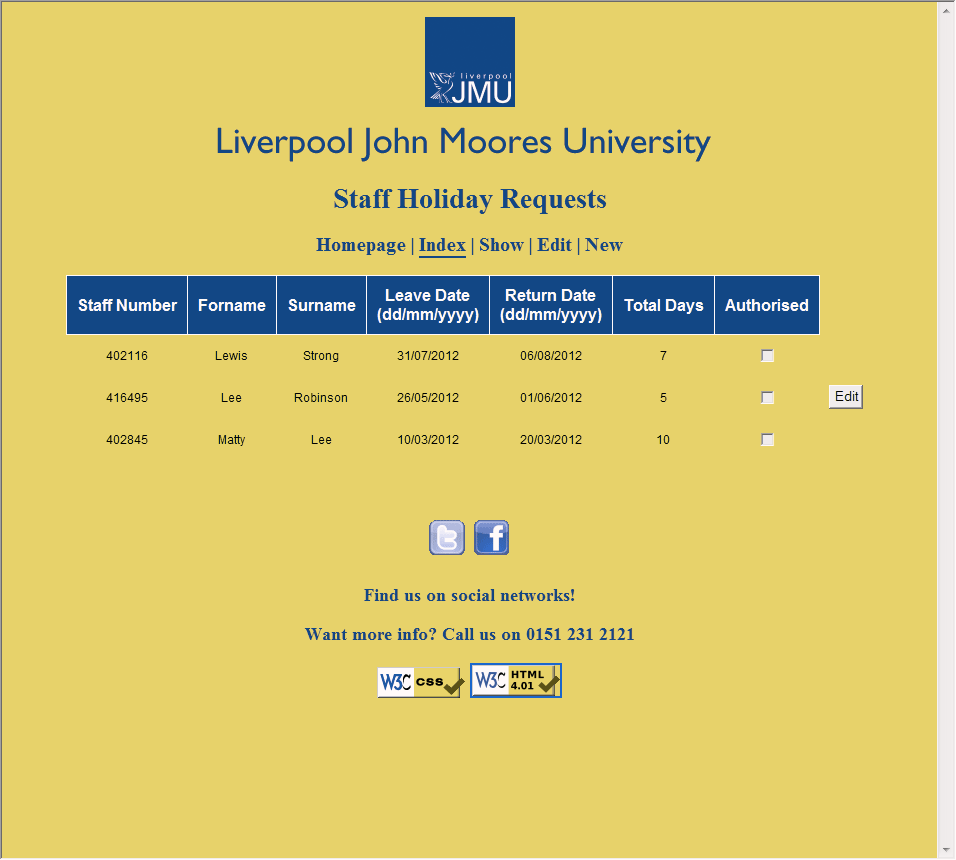 liverpool
JMU
Liverpool John Moores University
Staff Holiday Requests
Homepage | Index | Show | Edit | New
Staff Number Forname Surname Leave Date (dd/mm/yyyy) Return Date (dd/mm/yyyy) Total Days Authorised
402116 Lewis Strong 31/07/2012 06/08/2012 7
416495 Lee Robinson 26/05/2012 01/06/2012 5 Edit
402845 Matty Lee 10/03/2012 20/03/2012 10
t f
Find us on social networks!
Want more info? Call us on 0151 231 2121
W3C css W3C HTML 4.01